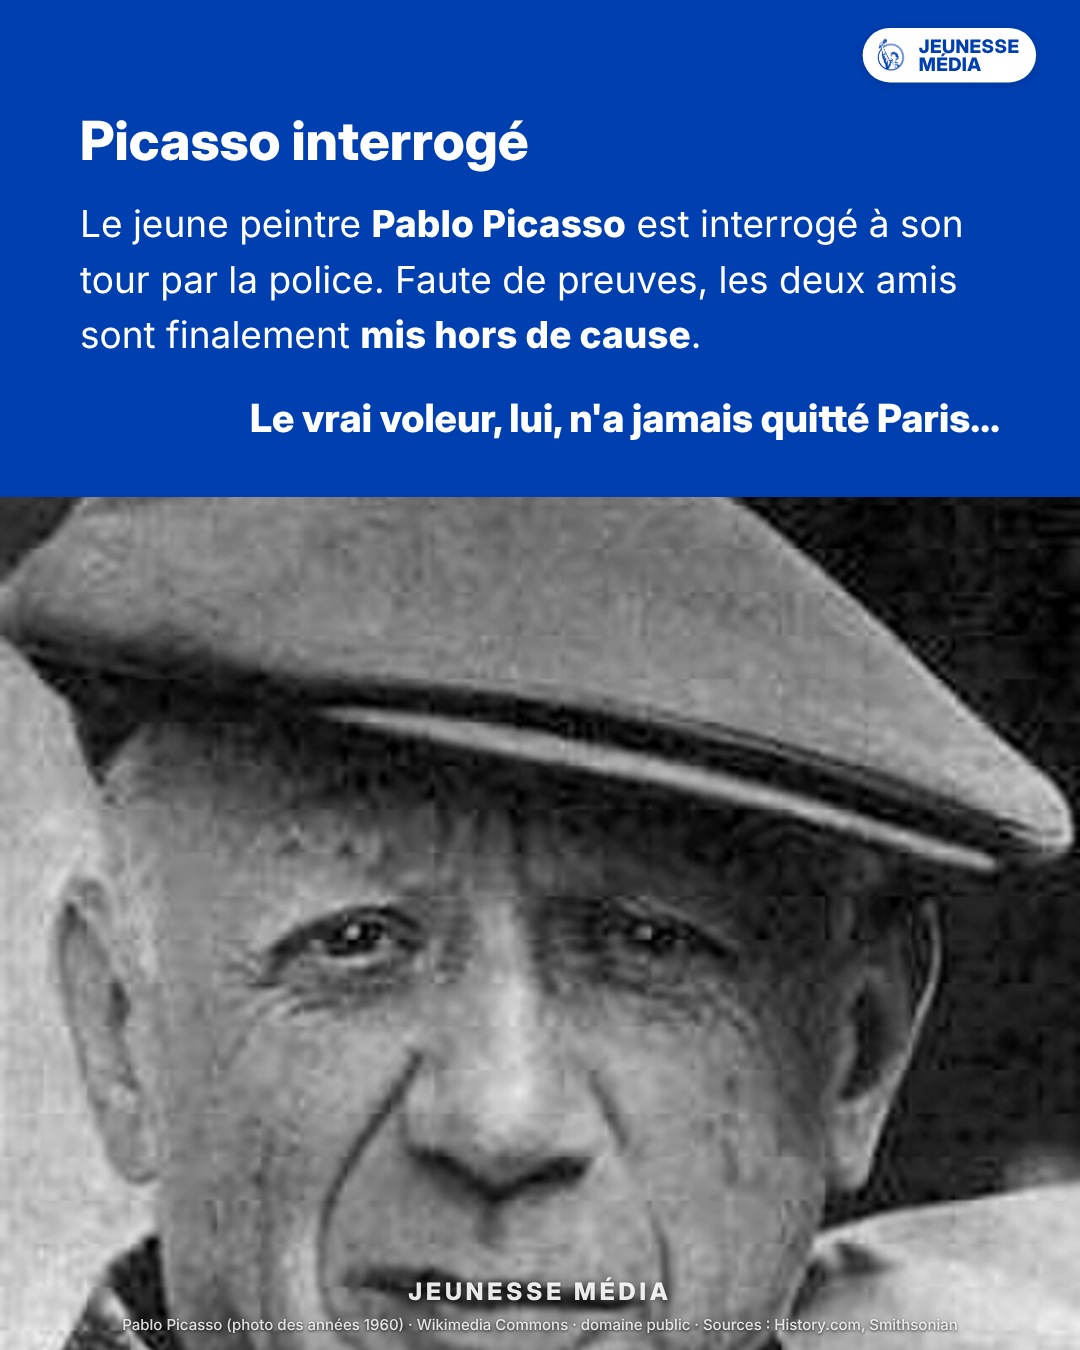 JEUNESSE
MÉDIA
Picasso interrogé
Le jeune peintre Pablo Picasso est interrogé à son
tour par la police. Faute de preuves, les deux amis
sont finalement mis hors de cause.
Le vrai voleur, lui, n'a jamais quitté Paris...
JEUNESSE MÉDIA
Pablo Picasso (photo des années 1960) · Wikimedia Commons · domaine public · Sources : History.com, Smithsonian